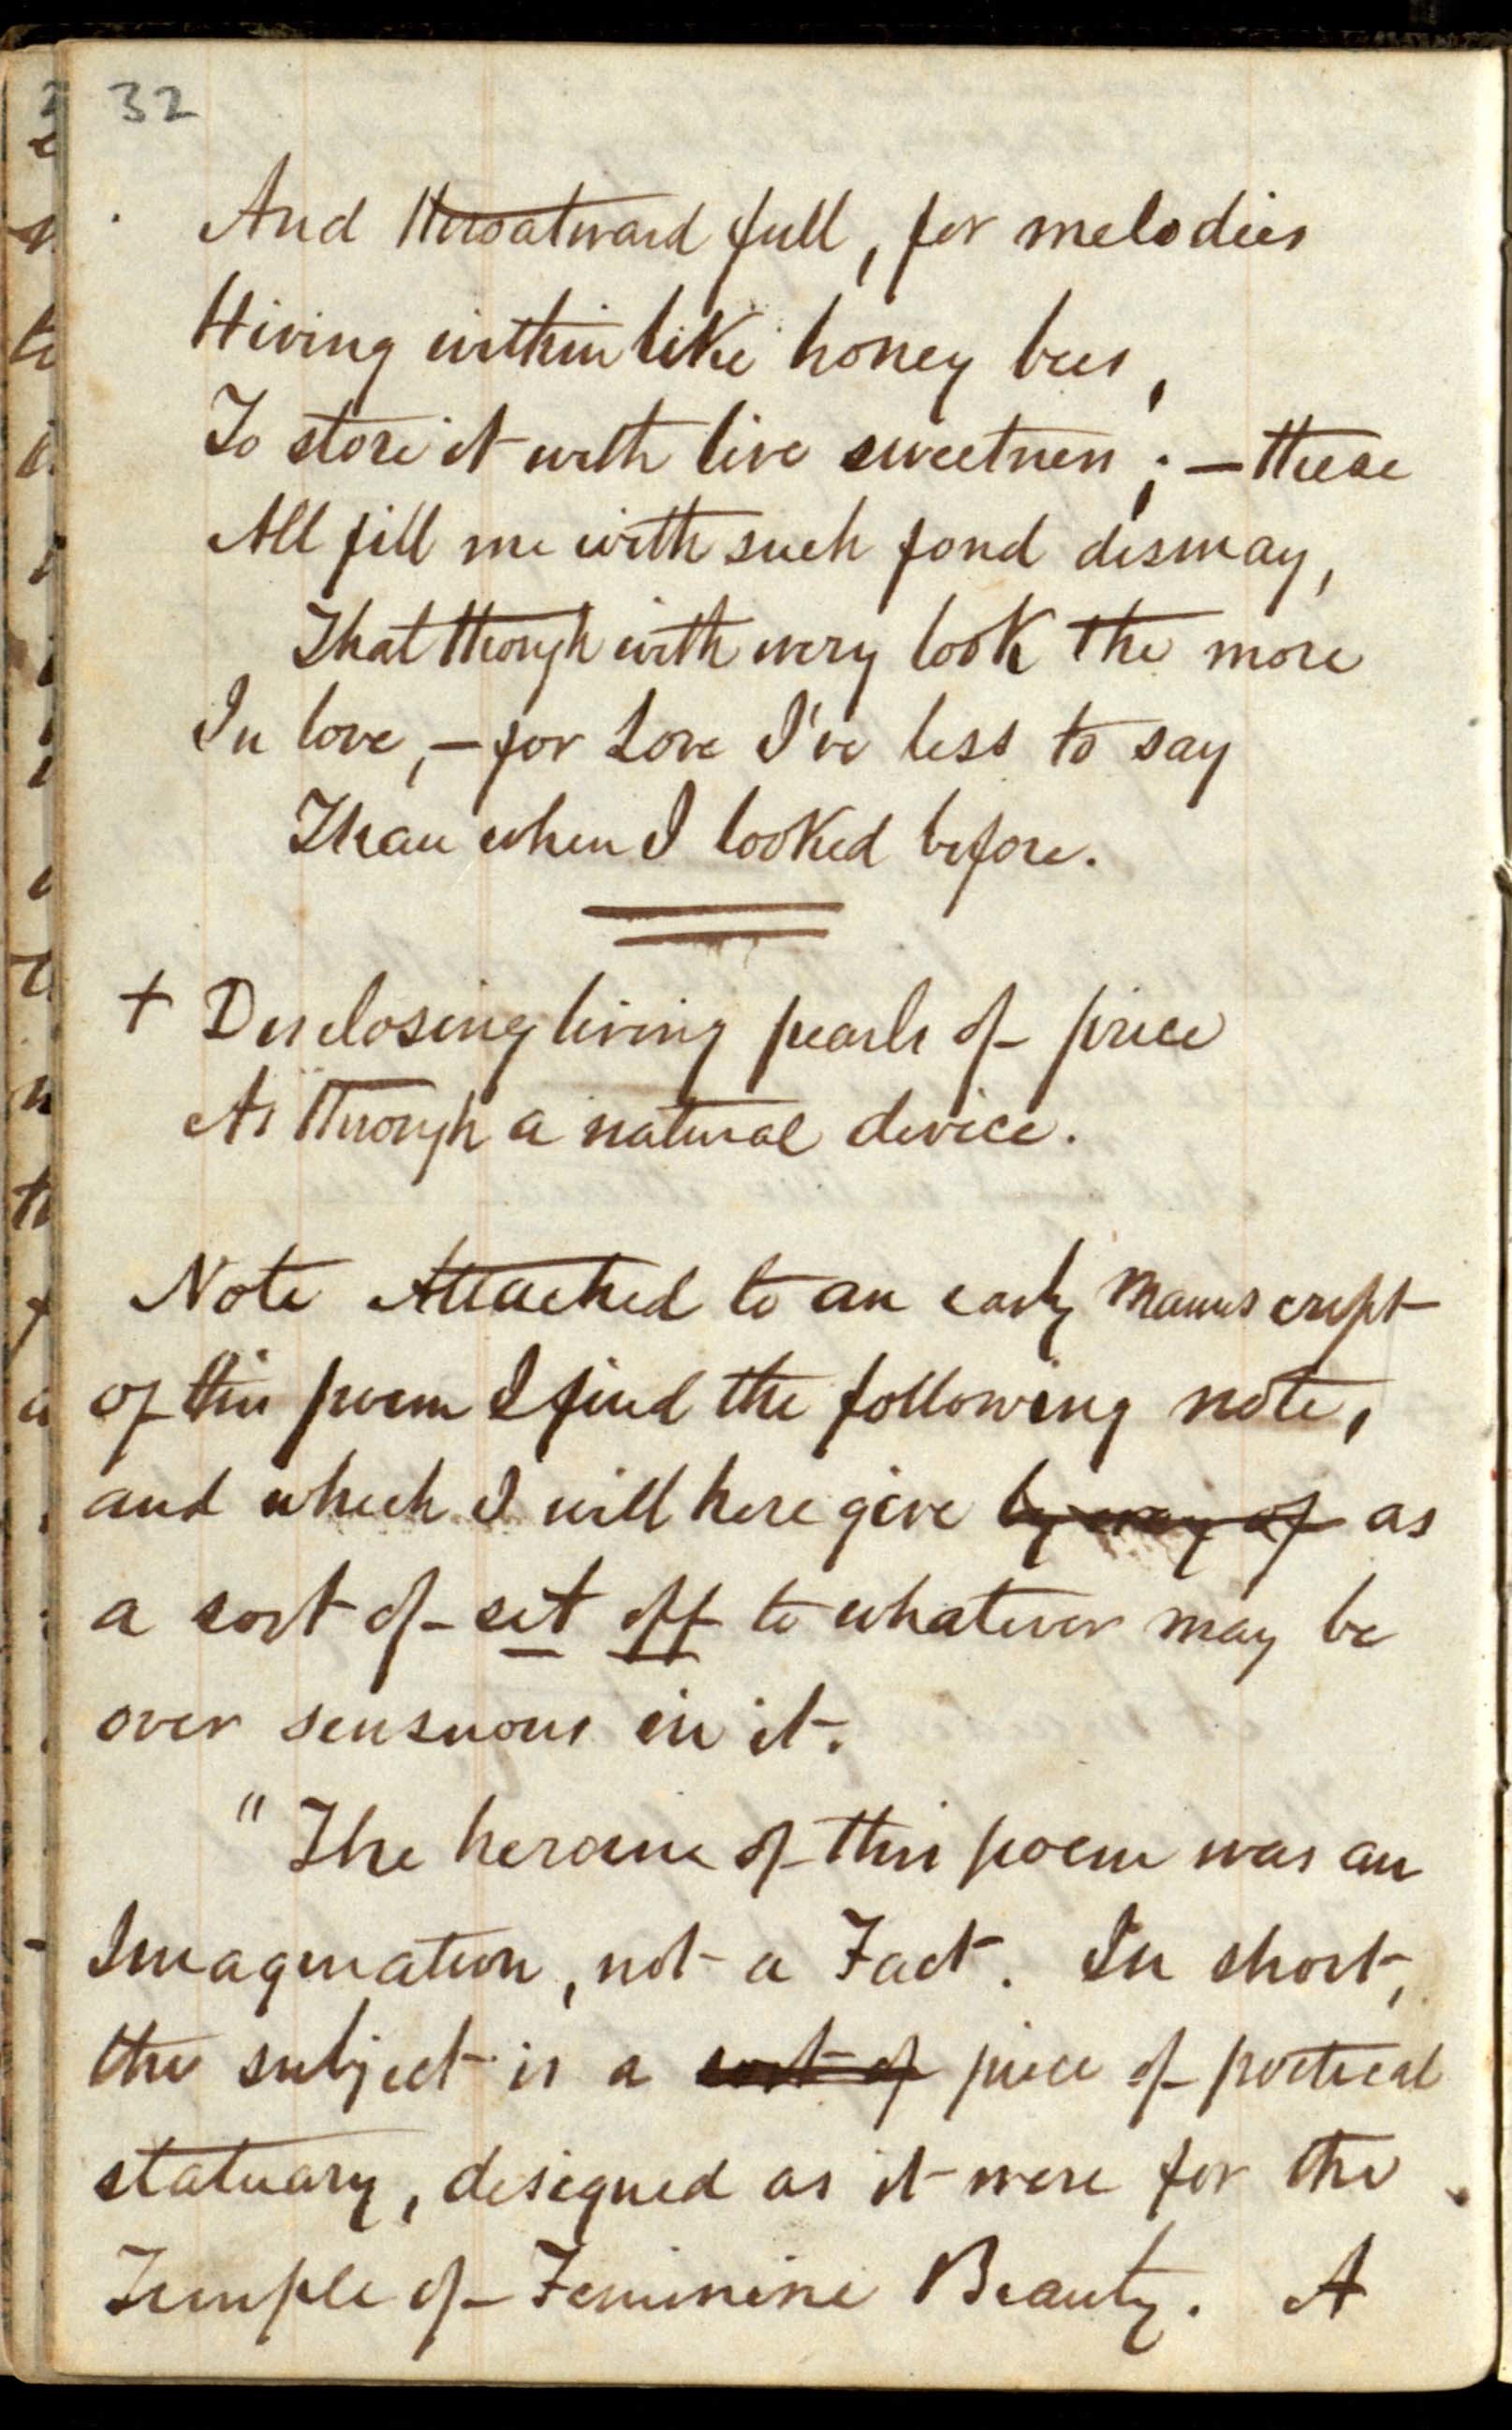 32
And throatward full, for melodies
Hiving within like honey bees,
To store it with live sweetness; — these
All fill me with such fond dismay,
That though with every look the more
In love, — for Love I've less to say
Than when I looked before.
+ Disclosing living pearls of price
As through a natural device.
Note Attached to an early Manuscript
of this poem I find the following note,
and which I will here give by way of as
a sort of set off to whatever may be
over sensuous in it.
"The heroine of this poem was an
Imagination, not a Fact. In short,
the subject is a sort of piece of poetical
statuary, designed as it were for the
Temple of Feminine Beauty. A